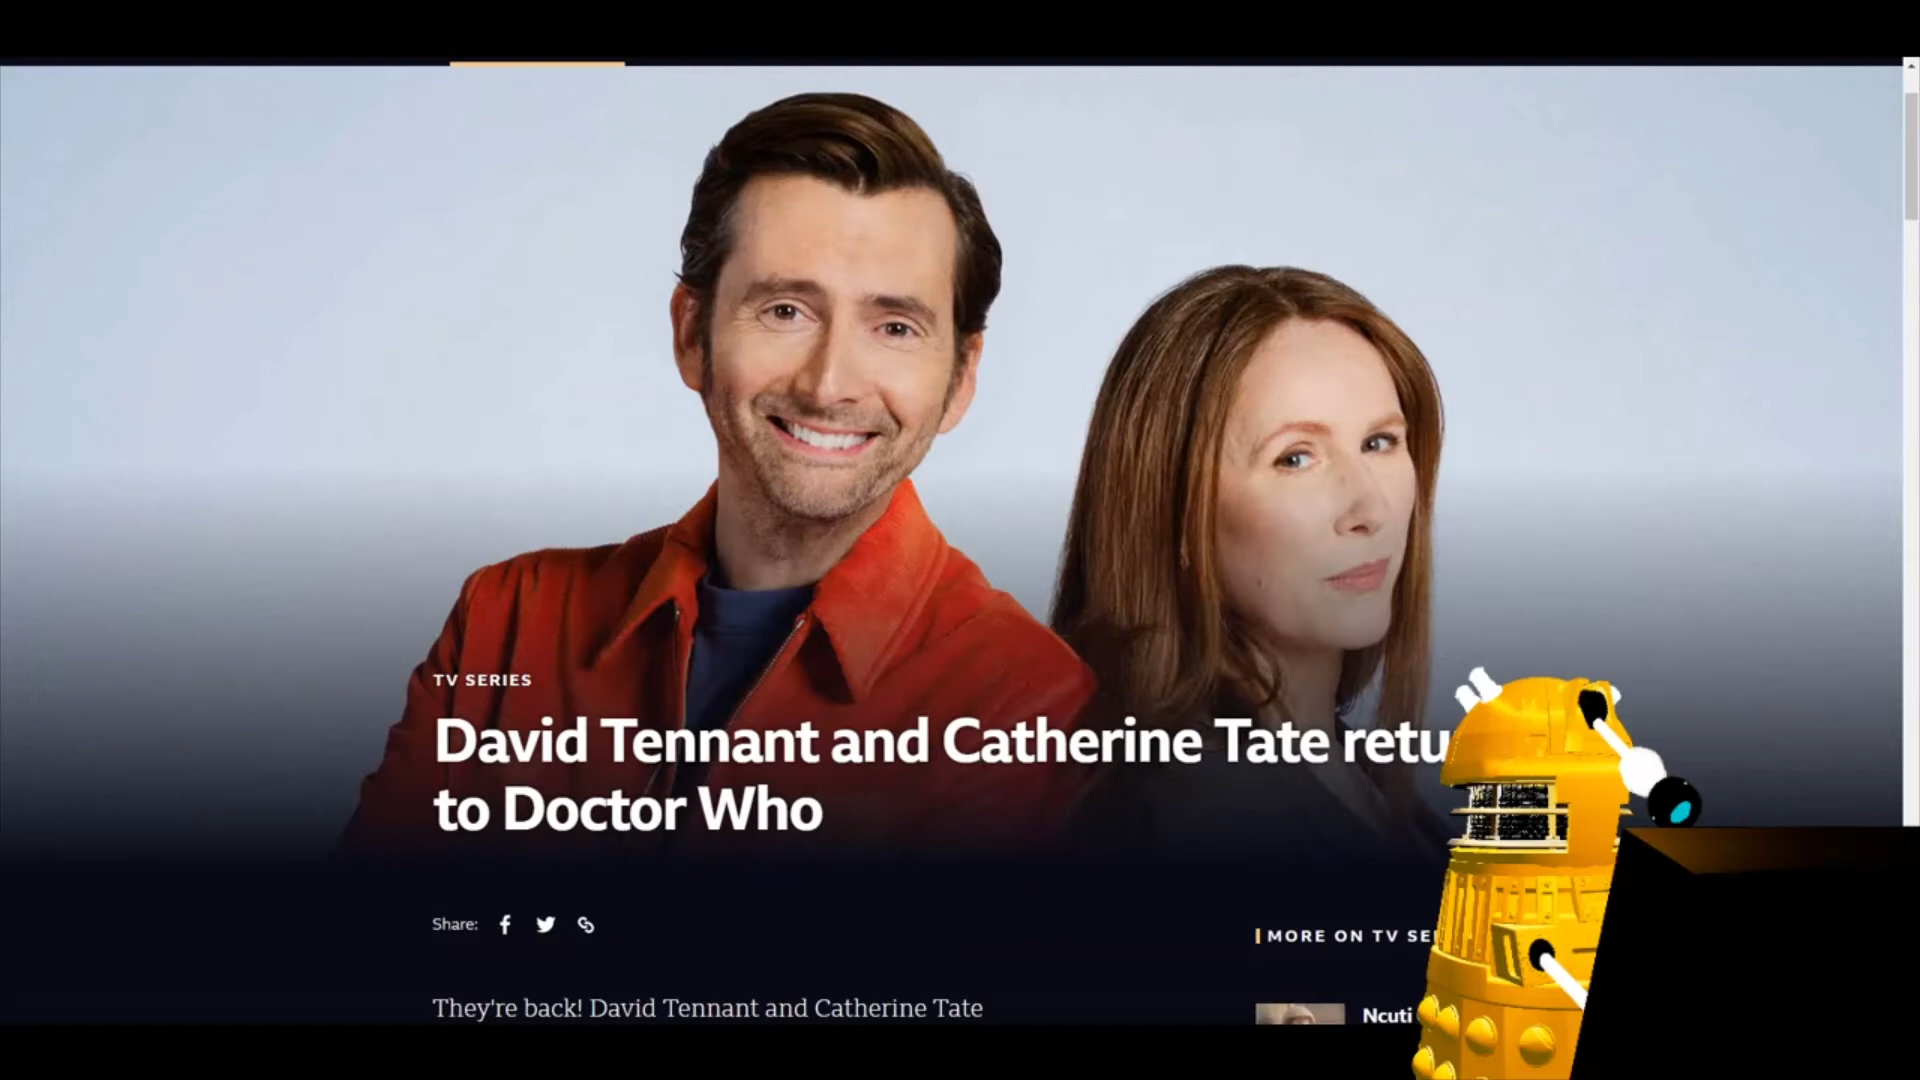 TV SERIES
David Tennant and Catherine Tate retu
to Doctor Who
Share:
MORE ON TV SE
They're back! David Tennant and Catherine Tate
Ncuti